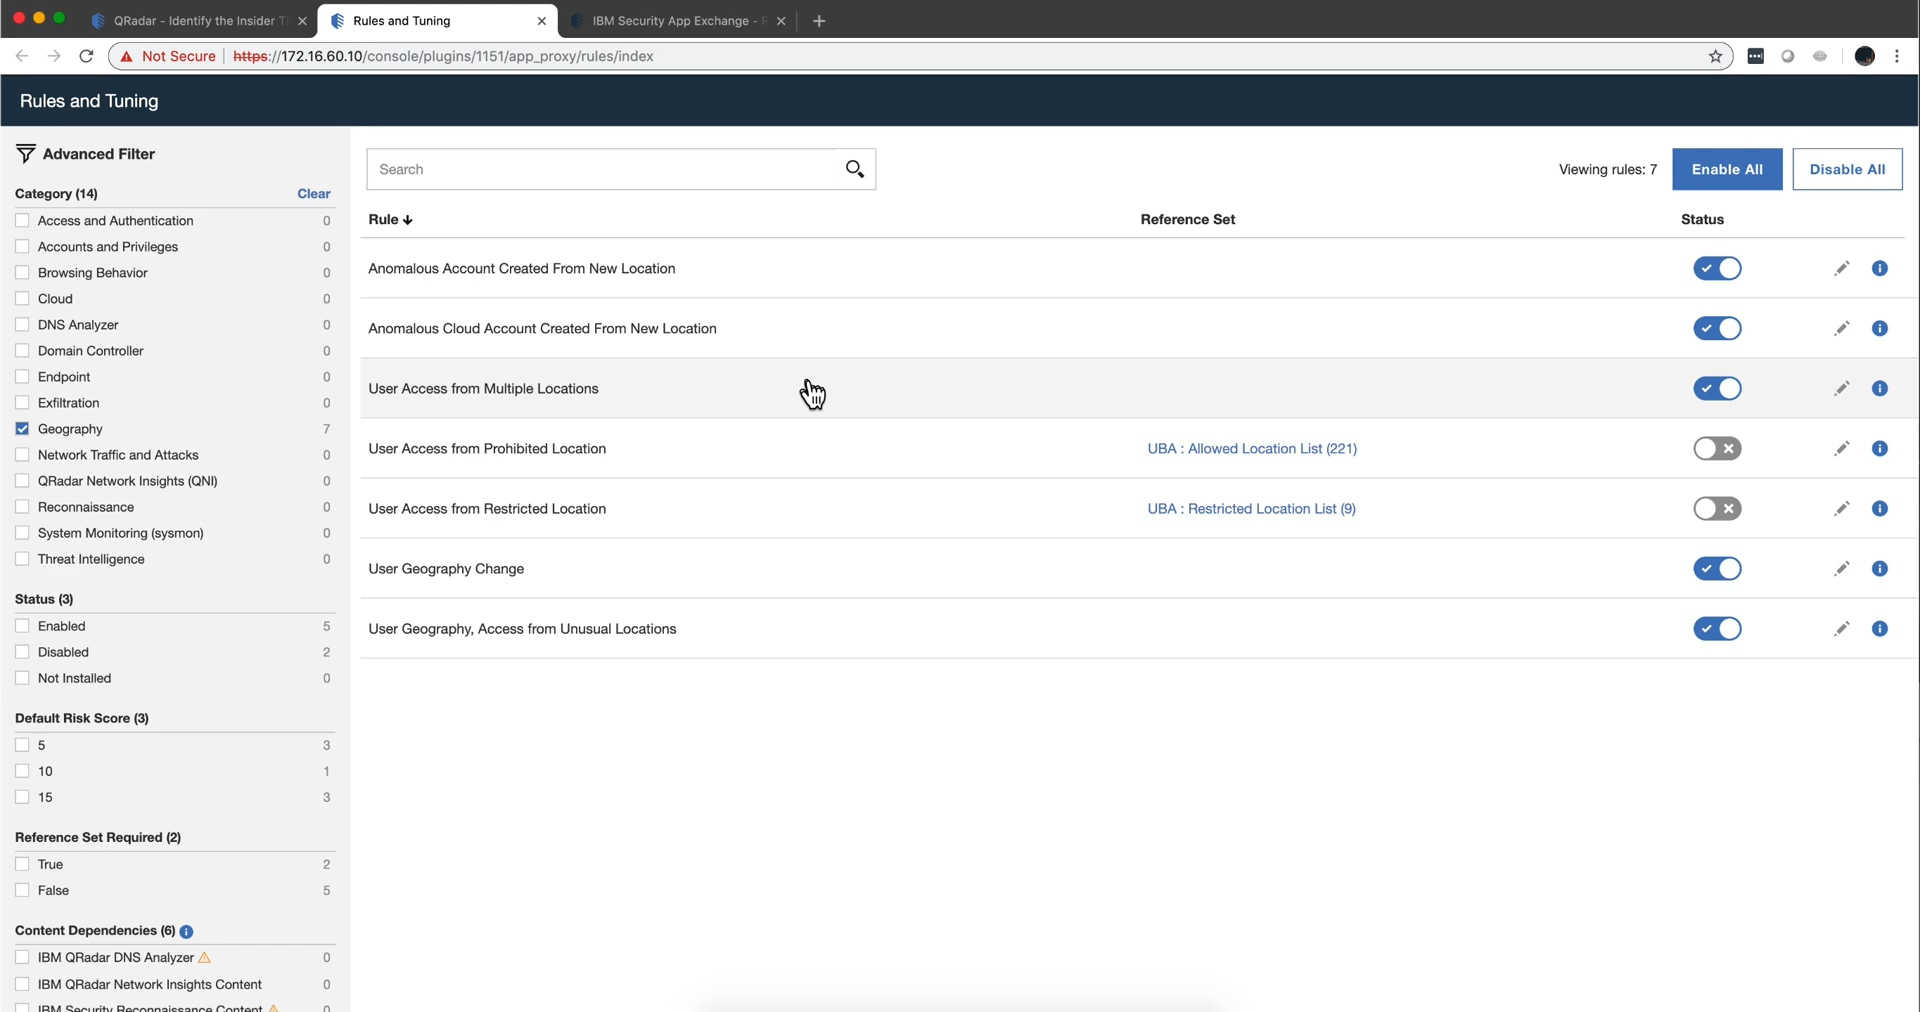 QRadar - Identify the Insider T
Rules and Tuning
IBM Security App Exchange -
Not Secure
https://172.16.60.10/console/plugins/1151/app_proxy/rules/index
Rules and Tuning
Advanced Filter
Category (14) Clear
Access and Authentication 0
Accounts and Privileges 0
Browsing Behavior 0
Cloud 0
DNS Analyzer 0
Domain Controller 0
Endpoint 0
Exfiltration 0
Geography 7
Network Traffic and Attacks 0
QRadar Network Insights (QNI) 0
Reconnaissance 0
System Monitoring (sysmon) 0
Threat Intelligence 0
Status (3)
Enabled 5
Disabled 2
Not Installed 0
Default Risk Score (3)
5 3
10 1
15 3
Reference Set Required (2)
True 2
False 5
Content Dependencies (6)
IBM QRadar DNS Analyzer 0
IBM QRadar Network Insights Content 0
IBM Security Reconnaissance Content 0
Search
Viewing rules: 7
Enable All
Disable All
Rule Reference Set Status
Anomalous Account Created From New Location
Anomalous Cloud Account Created From New Location
User Access from Multiple Locations
User Access from Prohibited Location UBA : Allowed Location List (221)
User Access from Restricted Location UBA : Restricted Location List (9)
User Geography Change
User Geography, Access from Unusual Locations